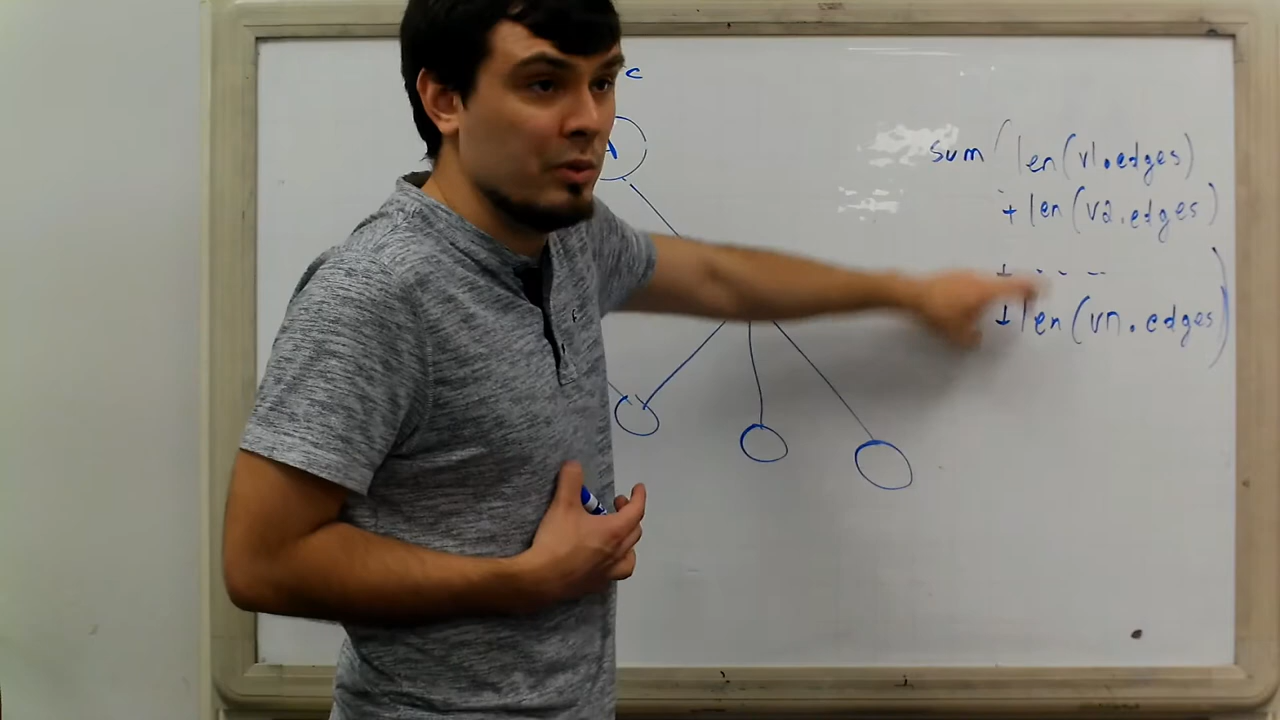 c
A
sum ( len(v1.edges)
+ len(v2.edges)
+ - - -
+ len(vn.edges) )